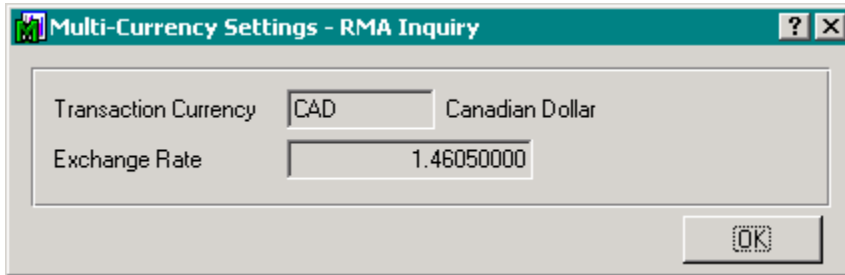 Multi-Currency Settings - RMA Inquiry ? X
Transaction Currency CAD Canadian Dollar
Exchange Rate 1.46050000
OK